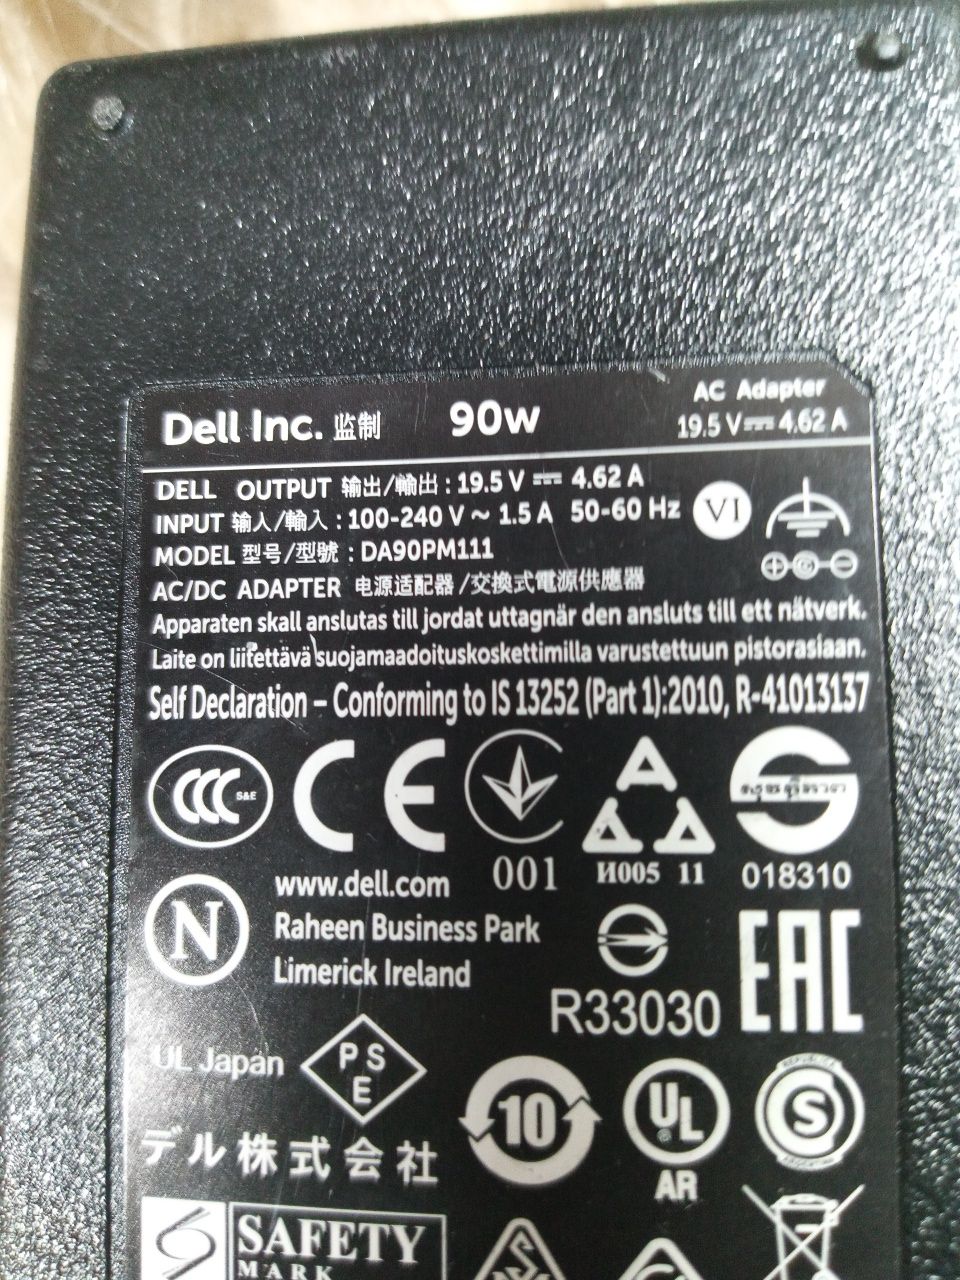 Dell Inc. 监制 90w
AC Adapter
19.5 V⎓4.62 A
DELL OUTPUT 输出/輸出 : 19.5 V ⎓ 4.62 A
INPUT 输入/輸入 : 100-240 V ~ 1.5 A 50-60 Hz
VI
MODEL 型号/型號 : DA90PM111
AC/DC ADAPTER 电源适配器/交換式電源供應器
Apparaten skall anslutas till jordat uttagnär den ansluts till ett nätverk.
Laite on liitettävä suojamaadoituskoskettimilla varustettuun pistorasiaan.
Self Declaration – Conforming to IS 13252 (Part 1):2010, R-41013137
CCC S&E
CE
001
И005 11
018310
N
www.dell.com
Raheen Business Park
Limerick Ireland
R33030
EAC
UL Japan
PS
E
デル株式会社
10
UL
AR
REPUBLICA
S
ARGENTINA
SAFETY
MARK